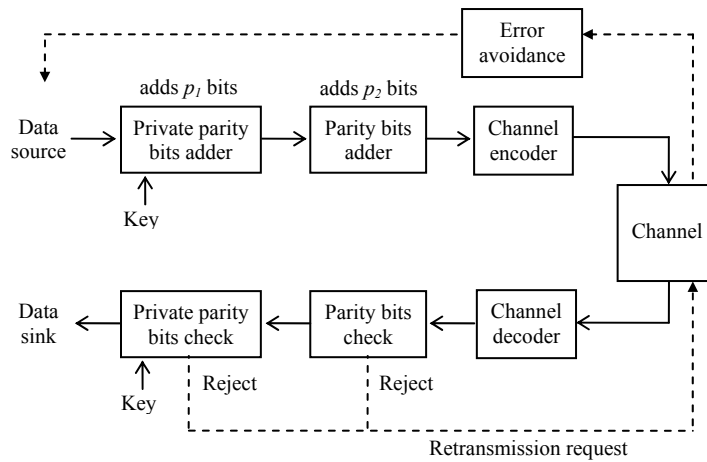 Error
avoidance
adds p1 bits
adds p2 bits
Data
source
Private parity
bits adder
Parity bits
adder
Channel
encoder
Key
Channel
Data
sink
Private parity
bits check
Parity bits
check
Channel
decoder
Reject
Reject
Key
Retransmission request